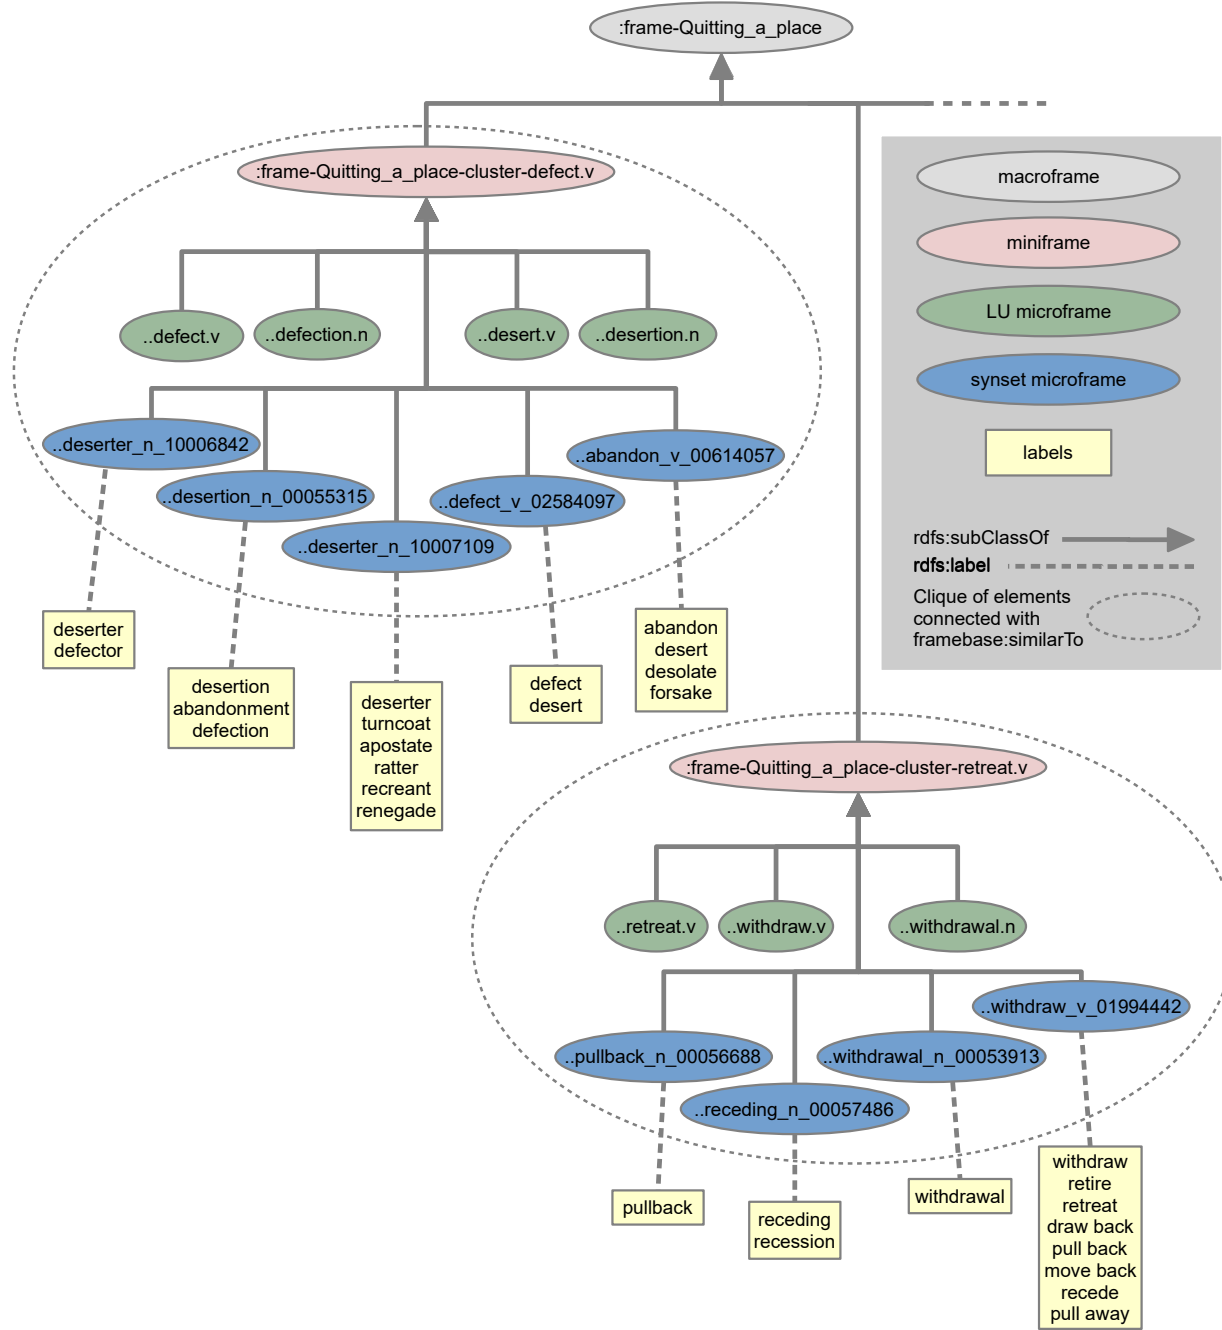 :frame-Quitting_a_place
:frame-Quitting_a_place-cluster-defect.v
..defect.v
..defection.n
..desert.v
..desertion.n
..deserter_n_10006842
..desertion_n_00055315
..deserter_n_10007109
..defect_v_02584097
..abandon_v_00614057
deserter
defector
desertion
abandonment
defection
deserter
turncoat
apostate
ratter
recreant
renegade
defect
desert
abandon
desert
desolate
forsake
macroframe
miniframe
LU microframe
synset microframe
labels
rdfs:subClassOf
rdfs:label
Clique of elements
connected with
framebase:similarTo
:frame-Quitting_a_place-cluster-retreat.v
..retreat.v
..withdraw.v
..withdrawal.n
..pullback_n_00056688
..receding_n_00057486
..withdrawal_n_00053913
..withdraw_v_01994442
pullback
receding
recession
withdrawal
withdraw
retire
retreat
draw back
pull back
move back
recede
pull away